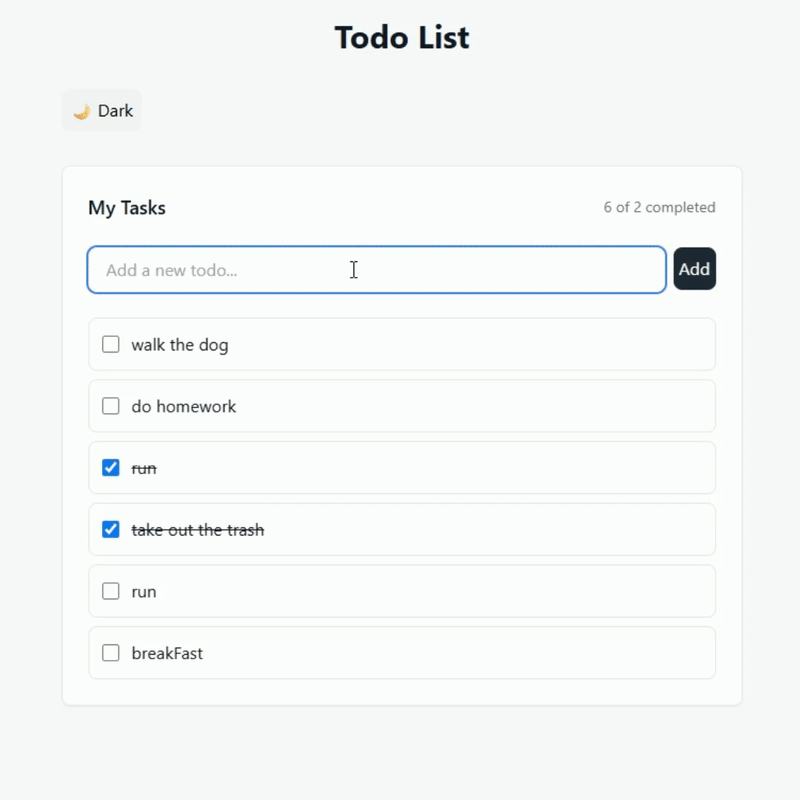 Todo List
🌙 Dark
My Tasks
6 of 2 completed
Add a new todo...
Add
walk the dog
do homework
run
take out the trash
run
breakFast